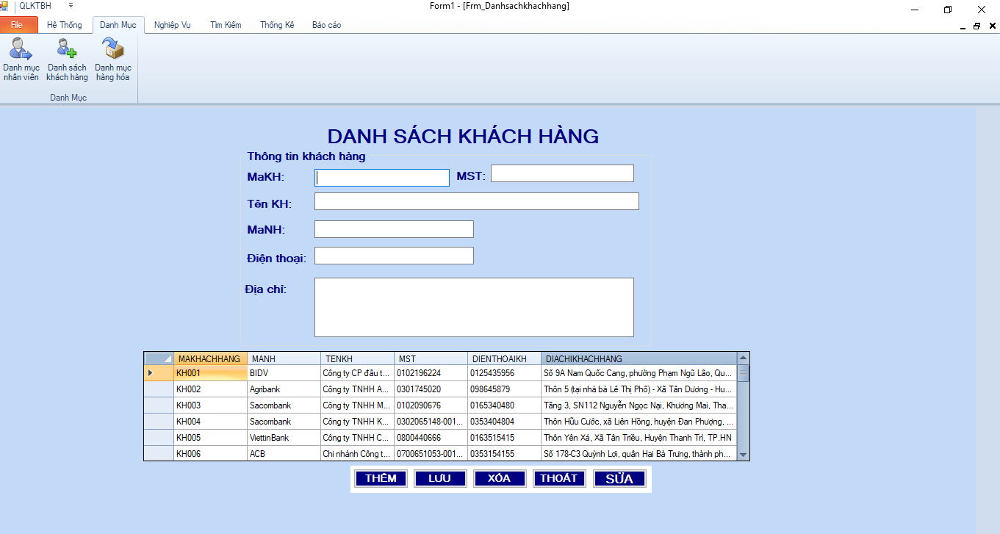 QLKTBH
Form1 - [Frm_Danhsachkhachhang]
File Hệ Thống Danh Mục Nghiệp Vụ Tìm Kiếm Thống Kê Báo cáo
Danh mục nhân viên
Danh sách khách hàng
Danh mục hàng hóa
Danh Mục
DANH SÁCH KHÁCH HÀNG
Thông tin khách hàng
MaKH: MST:
Tên KH:
MaNH:
Điện thoại:
Địa chỉ:
MAKHACHHANG MANH TENKH MST DIENTHOAIKH DIACHIKHACHHANG
KH001 BIDV Công ty CP đầu t... 0102196224 0125435956 Số 9A Nam Quốc Cang, phường Phạm Ngũ Lão, Qu...
KH002 Agribank Công ty TNHH A... 0301745020 098645879 Thôn 5 (tại nhà bà Lê Thị Phố) - Xã Tân Dương - Hu...
KH003 Sacombank Công ty TNHH M... 0102090676 0165340480 Tầng 3, SN112 Nguyễn Ngọc Nại, Khương Mai, Tha...
KH004 Sacombank Công ty TNHH K... 0302065148-001... 0353404804 Thôn Hữu Cước, xã Liên Hồng, huyện Đan Phượng, ...
KH005 ViettinBank Công ty TNHH C... 0800440666 0163515415 Thôn Yên Xá, Xã Tân Triều, Huyện Thanh Trì, TP.HN
KH006 ACB Chi nhánh Công t... 0700651053-001... 0353154155 Số 178-C3 Quỳnh Lợi, quận Hai Bà Trưng, thành ph...
THÊM LƯU XÓA THOÁT SỬA